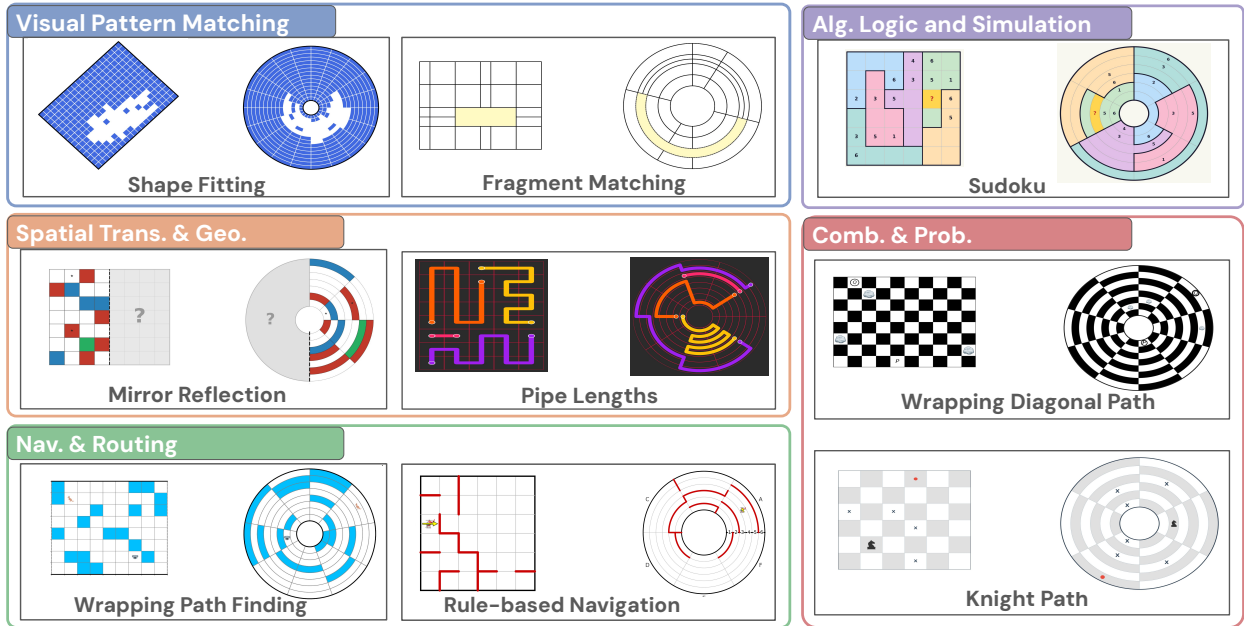 Visual Pattern Matching
Shape Fitting
Fragment Matching
Alg. Logic and Simulation
Sudoku
Spatial Trans. & Geo.
?
?
Mirror Reflection
Pipe Lengths
Comb. & Prob.
Wrapping Diagonal Path
Knight Path
Nav. & Routing
Wrapping Path Finding
Rule-based Navigation